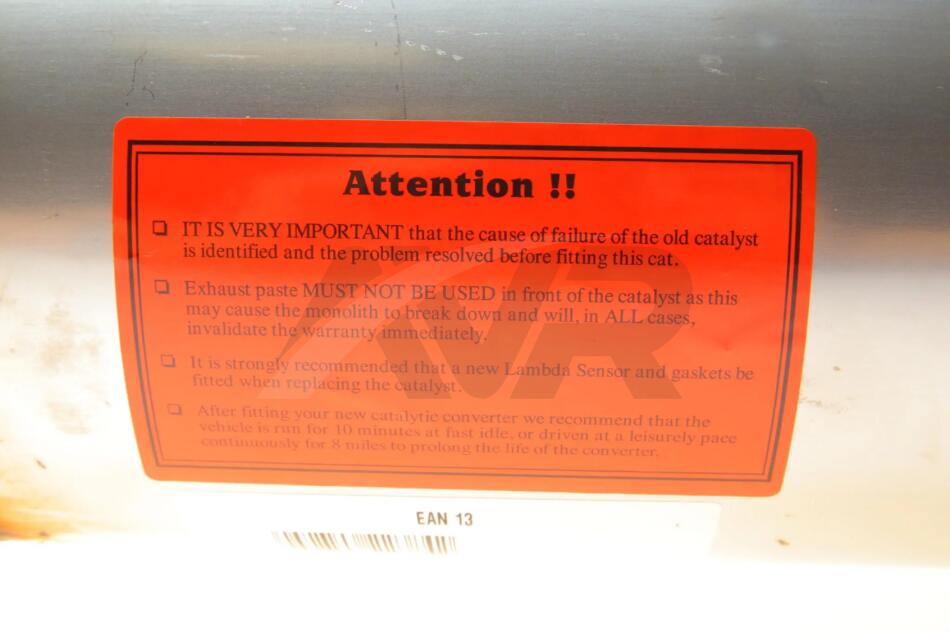 Attention !!
❑ IT IS VERY IMPORTANT that the cause of failure of the old catalyst
is identified and the problem resolved before fitting this cat.
❑ Exhaust paste MUST NOT BE USED in front of the catalyst as this
may cause the monolith to break down and will, in ALL cases,
invalidate the warranty immediately.
❑ It is strongly recommended that a new Lambda Sensor and gaskets be
fitted when replacing the catalyst.
❑ After fitting your new catalytic converter we recommend that the
vehicle is run for 10 minutes at fast idle, or driven at a leisurely pace
continuously for 8 miles to prolong the life of the converter.
AVR
EAN 13